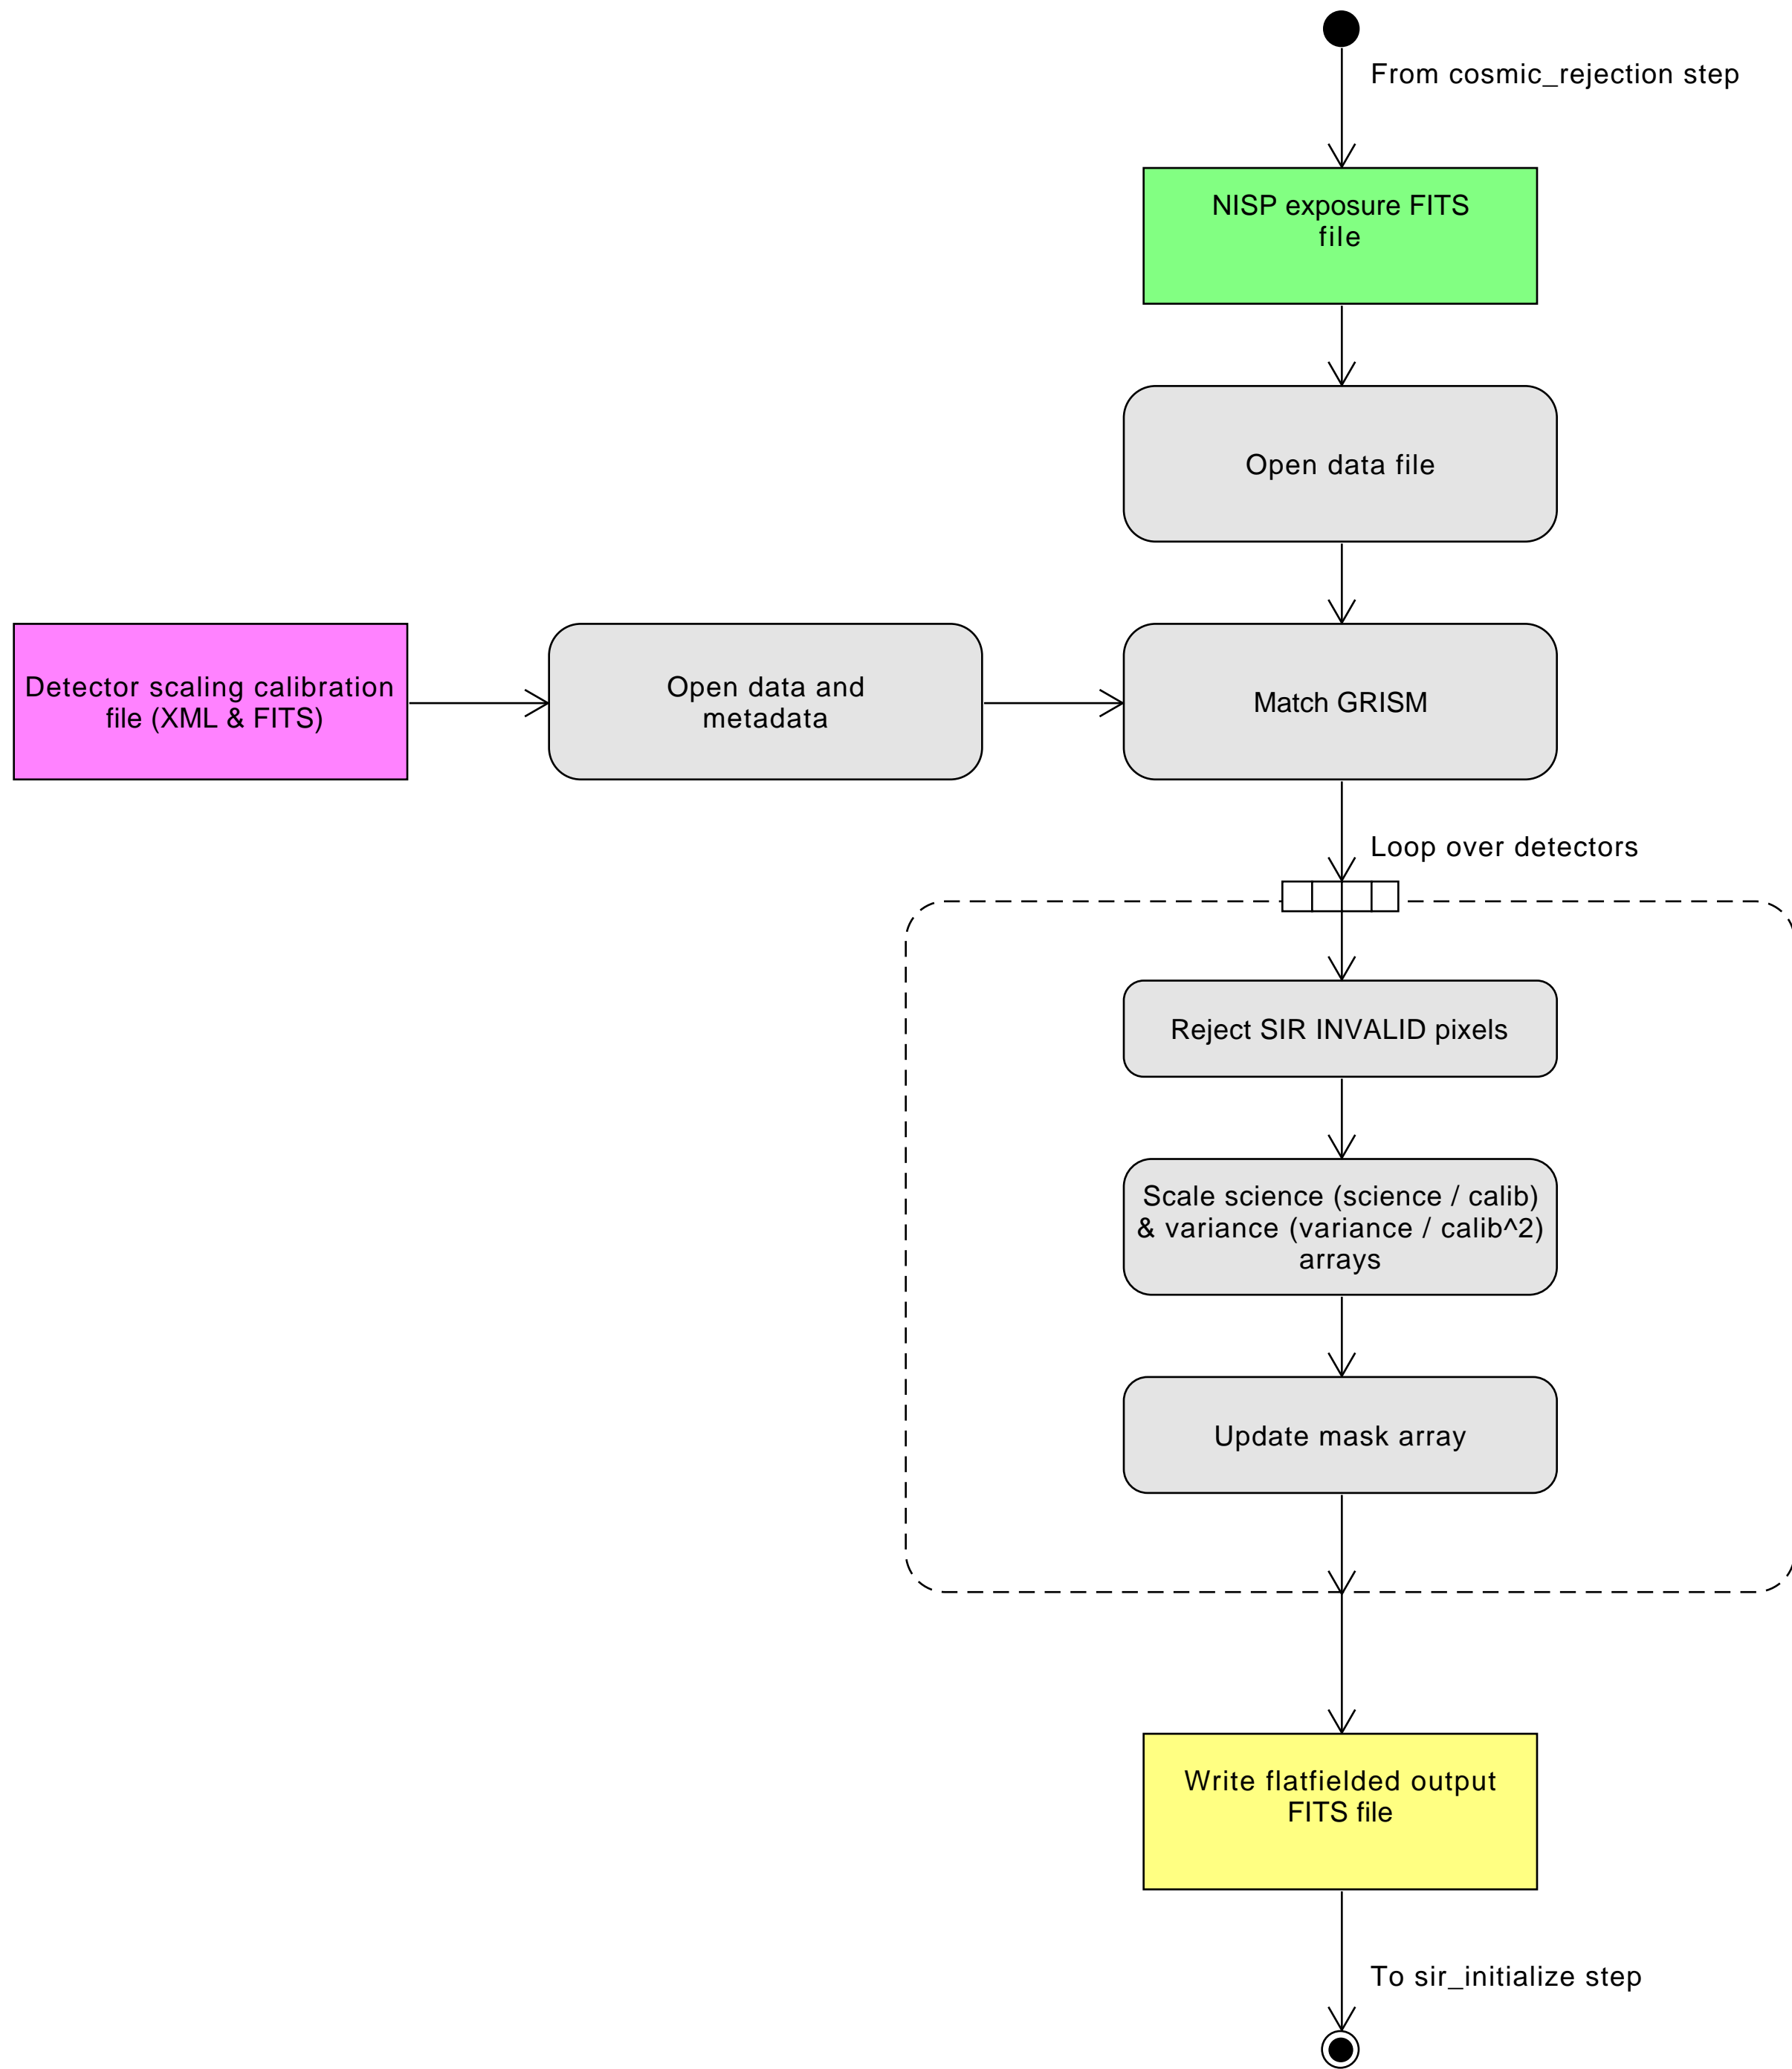 From cosmic_rejection step
NISP exposure FITS
file
Open data file
Detector scaling calibration
file (XML & FITS)
Open data and
metadata
Match GRISM
Loop over detectors
Reject SIR INVALID pixels
Scale science (science / calib)
& variance (variance / calib^2)
arrays
Update mask array
Write flatfielded output
FITS file
To sir_initialize step